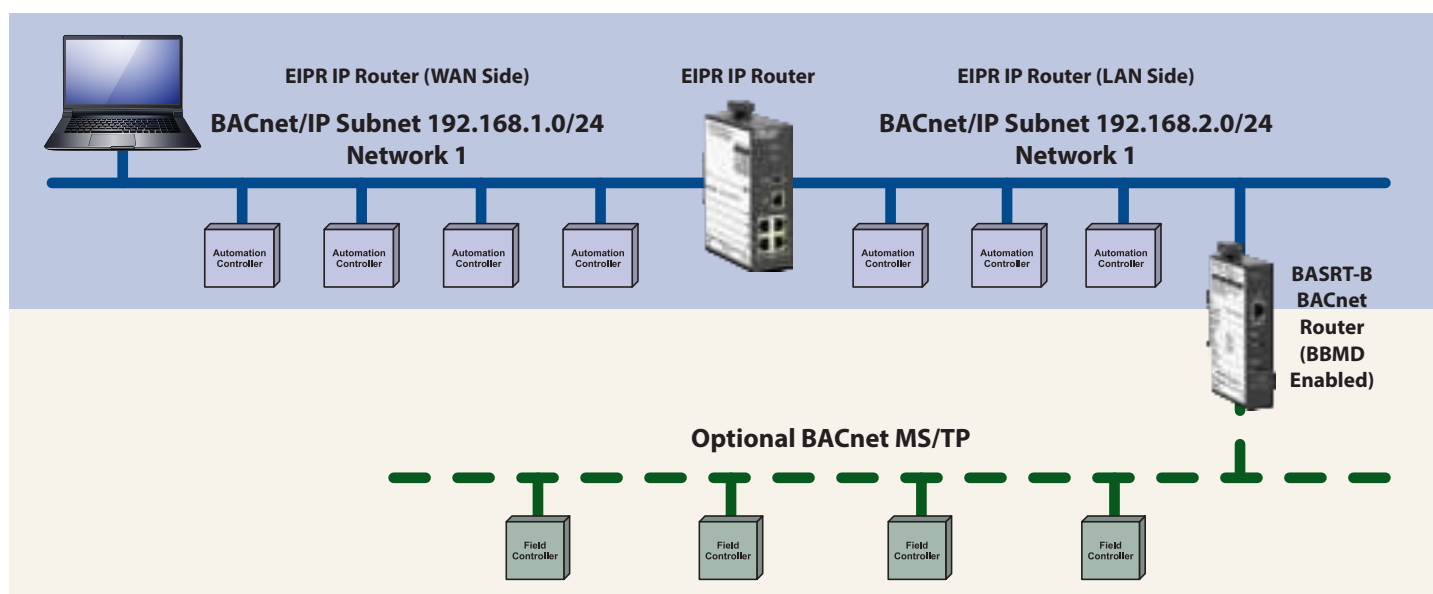 EIPR IP Router (WAN Side)
EIPR IP Router
EIPR IP Router (LAN Side)
BACnet/IP Subnet 192.168.1.0/24
Network 1
BACnet/IP Subnet 192.168.2.0/24
Network 1
Automation
Controller
Automation
Controller
Automation
Controller
Automation
Controller
Automation
Controller
Automation
Controller
Automation
Controller
BASRT-B
BACnet
Router
(BBMD
Enabled)
Optional BACnet MS/TP
Field
Controller
Field
Controller
Field
Controller
Field
Controller